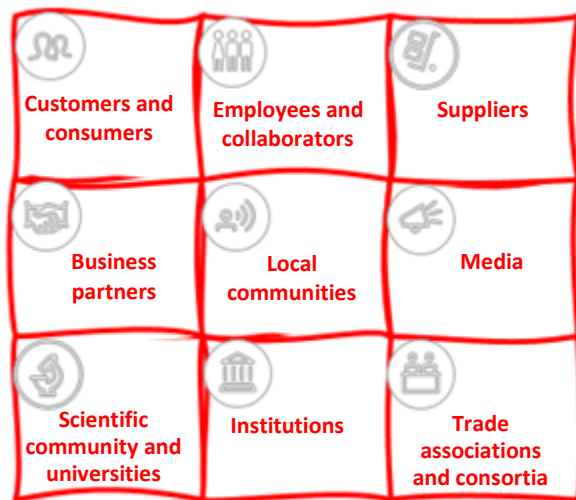 Customers and
consumers
Employees and
collaborators
Suppliers
Business
partners
Local
communities
Media
Scientific
community and
universities
Institutions
Trade
associations
and consortia